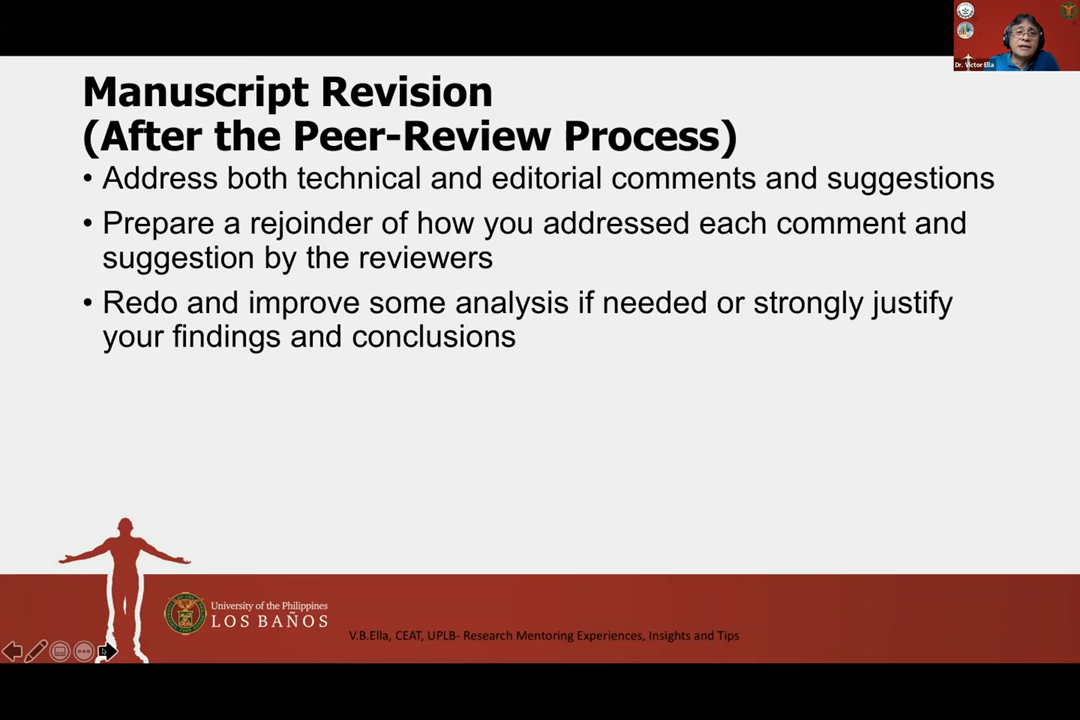 Dr. Victor Ella
Manuscript Revision
(After the Peer-Review Process)
• Address both technical and editorial comments and suggestions
• Prepare a rejoinder of how you addressed each comment and
suggestion by the reviewers
• Redo and improve some analysis if needed or strongly justify
your findings and conclusions
University of the Philippines
LOS BAÑOS
V.B.Ella, CEAT, UPLB- Research Mentoring Experiences, Insights and Tips